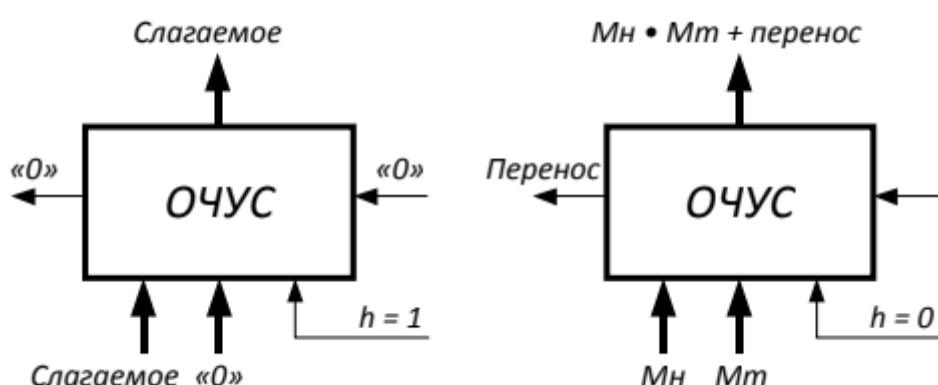 Слагаемое
«0»
ОЧУС
«0»
h = 1
Слагаемое «0»
Мн • Мт + перенос
Перенос
ОЧУС
h = 0
Мн Мт